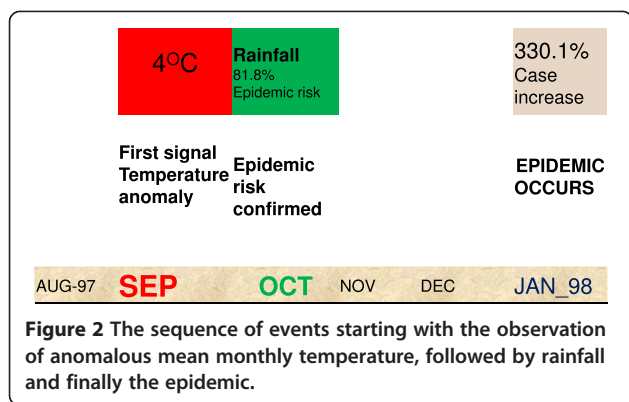 4°C
Rainfall
81.8%
Epidemic risk
330.1%
Case
increase
First signal
Temperature
anomaly
Epidemic
risk
confirmed
EPIDEMIC
OCCURS
AUG-97 SEP OCT NOV DEC JAN_98
Figure 2 The sequence of events starting with the observation
of anomalous mean monthly temperature, followed by rainfall
and finally the epidemic.